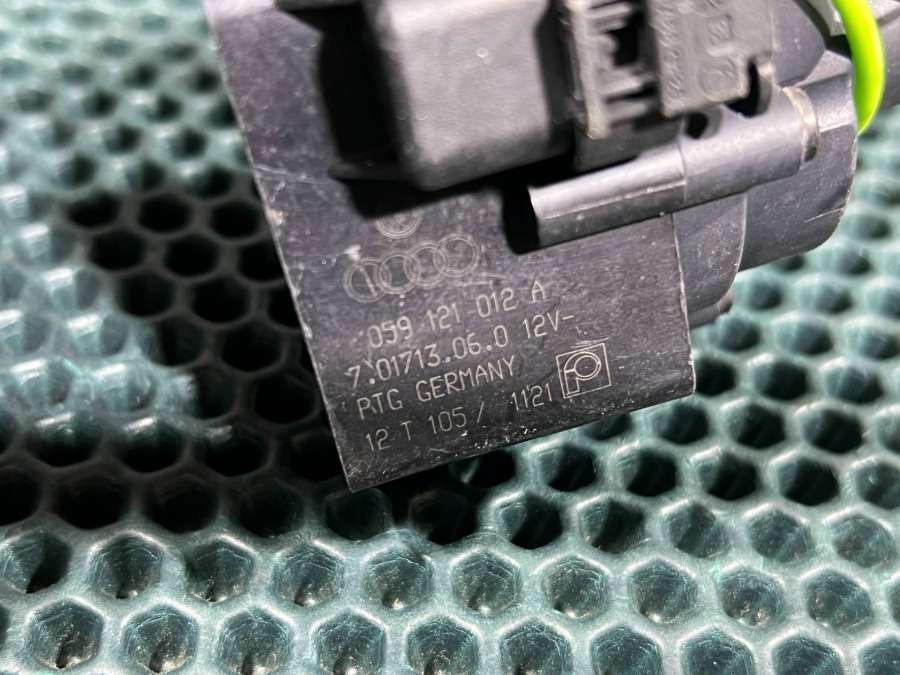 059 121 012 A
7.01713.06.0 12V-
PTG GERMANY
12 T 105 / 1121